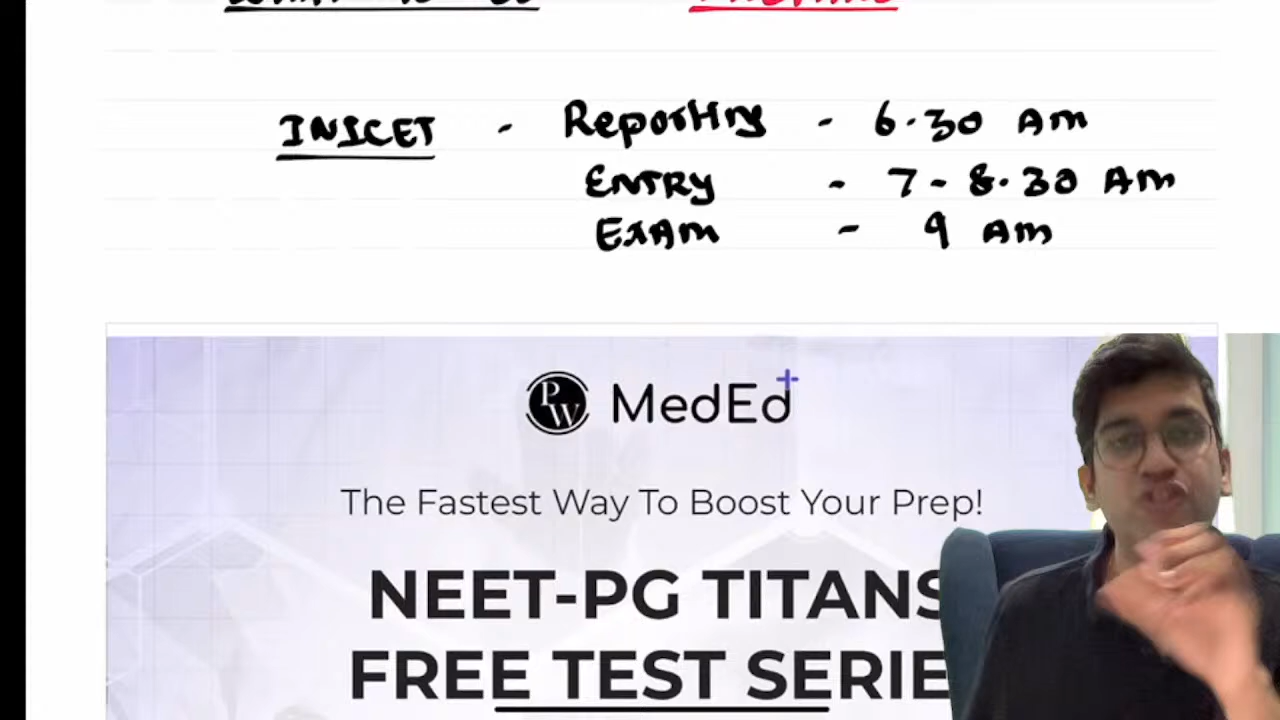 INICET - Reporting - 6.30 Am
ENTRY - 7 - 8.30 Am
EXAm - 9 Am
PW MedEd+
The Fastest Way To Boost Your Prep!
NEET-PG TITANS
FREE TEST SERIE